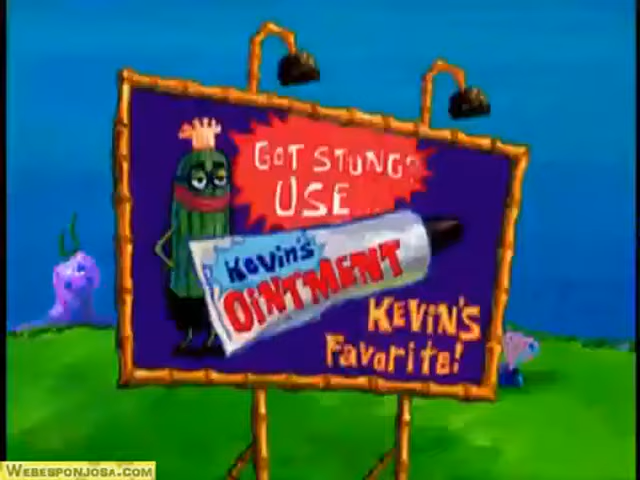 GOT STUNG?
USE...
KEViN'S
OiNTMENT
KEViN'S
Favorite!
WEBESPONJOSA.COM